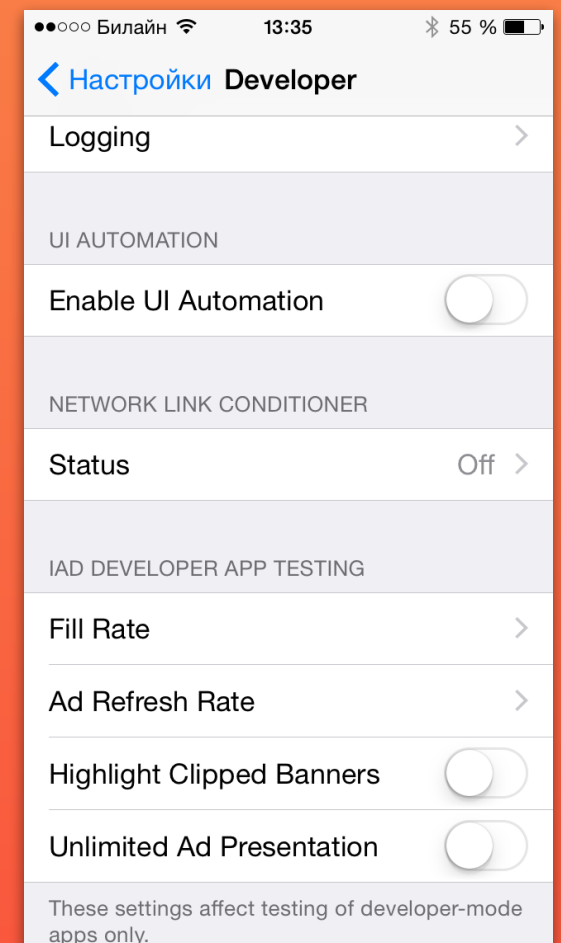 Билайн 13:35 55 %
Настройки Developer
Logging
UI AUTOMATION
Enable UI Automation
NETWORK LINK CONDITIONER
Status Off
IAD DEVELOPER APP TESTING
Fill Rate
Ad Refresh Rate
Highlight Clipped Banners
Unlimited Ad Presentation
These settings affect testing of developer-mode
apps only.